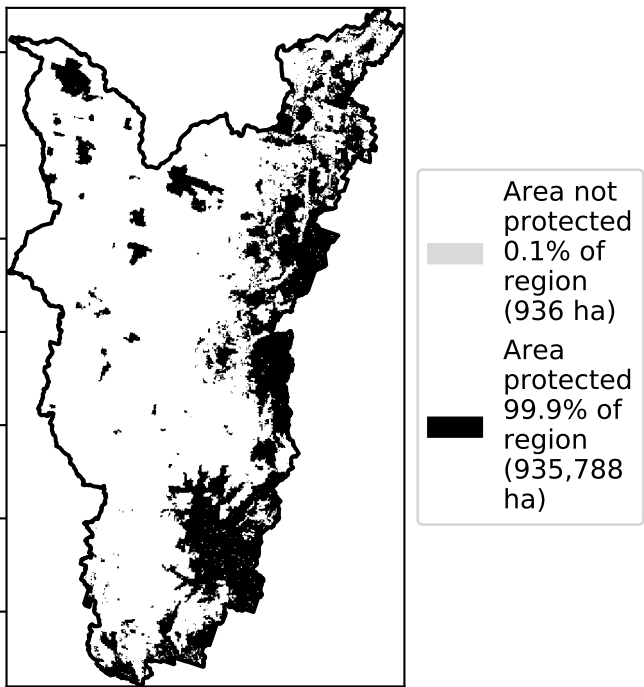 Area not
protected
0.1% of
region
(936 ha)
Area
protected
99.9% of
region
(935,788
ha)